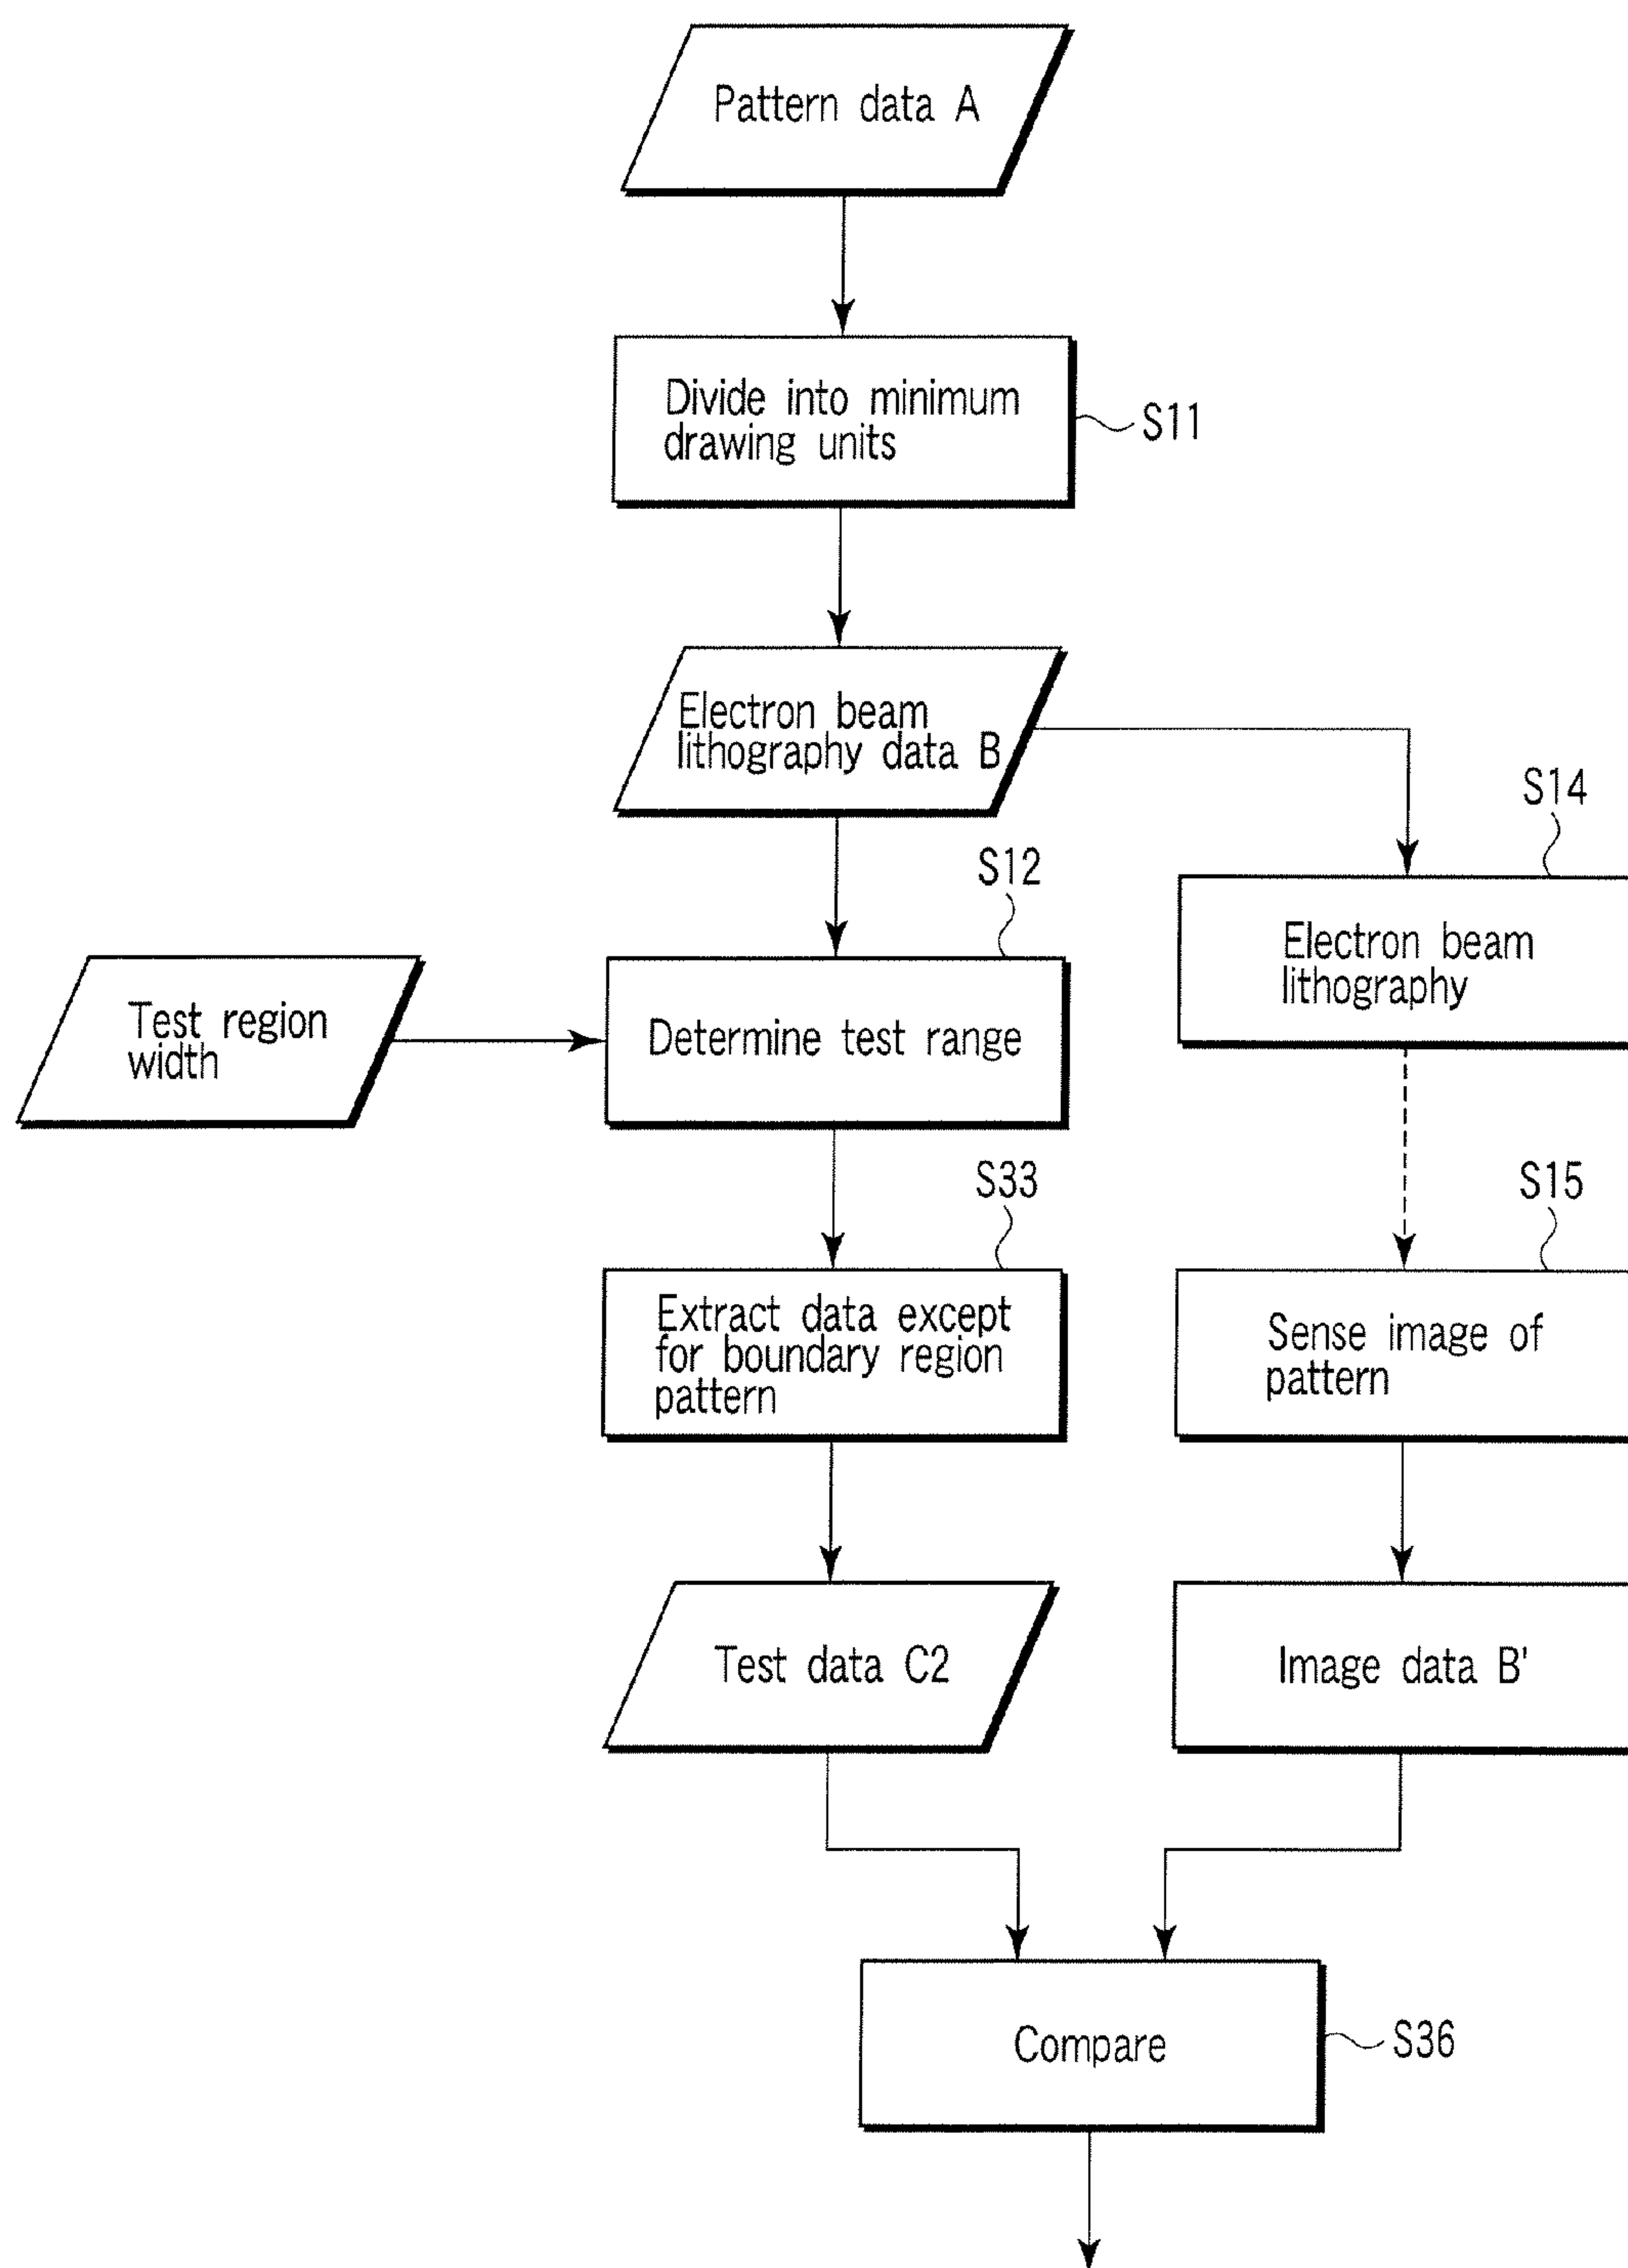 Pattern data A
Divide into minimum
drawing units
S11
Electron beam
lithography data B
S14
S12
Electron beam
lithography
Test region
width
Determine test range
S33
S15
Extract data except
for boundary region
pattern
Sense image of
pattern
Test data C2
Image data B'
Compare
S36